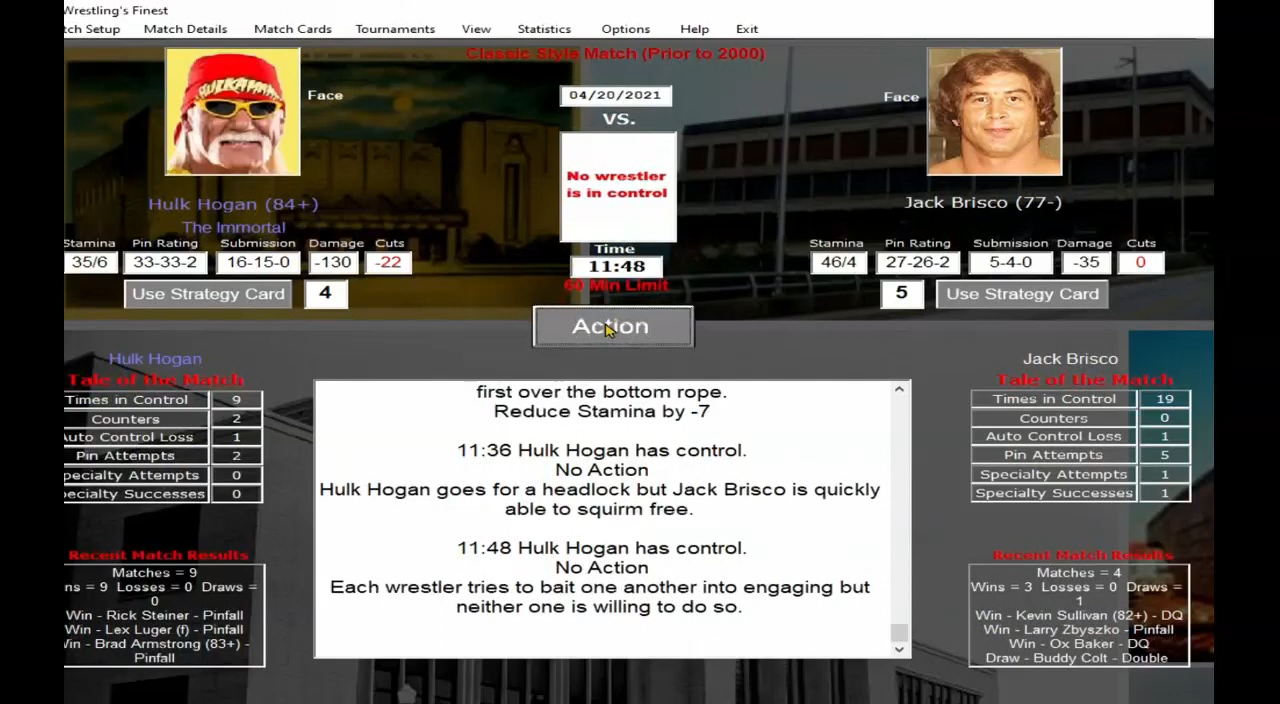 Wrestling's Finest
tch Setup Match Details Match Cards Tournaments View Statistics Options Help Exit
Classic Style Match (Prior to 2000)
HULKAMANIA
Face
04/20/2021
Face
VS.
No wrestler
is in control
Hulk Hogan (84+)
The Immortal
Jack Brisco (77-)
Stamina Pin Rating Submission Damage Cuts
35/6 33-33-2 16-15-0 -130 -22
Time
11:48
60 Min Limit
Stamina Pin Rating Submission Damage Cuts
46/4 27-26-2 5-4-0 -35 0
Use Strategy Card 4
5 Use Strategy Card
Action
Hulk Hogan
Tale of the Match
Times in Control 9
Counters 2
Auto Control Loss 1
Pin Attempts 2
pecialty Attempts 0
pecialty Successes 0
Recent Match Results
Matches = 9
ns = 9 Losses = 0 Draws =
0
Win - Rick Steiner - Pinfall
Win - Lex Luger (f) - Pinfall
Win - Brad Armstrong (83+) -
Pinfall
first over the bottom rope.
Reduce Stamina by -7
11:36 Hulk Hogan has control.
No Action
Hulk Hogan goes for a headlock but Jack Brisco is quickly
able to squirm free.
11:48 Hulk Hogan has control.
No Action
Each wrestler tries to bait one another into engaging but
neither one is willing to do so.
Jack Brisco
Tale of the Match
Times in Control 19
Counters 0
Auto Control Loss 1
Pin Attempts 5
Specialty Attempts 1
Specialty Successes 1
Recent Match Results
Matches = 4
Wins = 3 Losses = 0 Draws =
1
Win - Kevin Sullivan (82+) - DQ
Win - Larry Zbyszko - Pinfall
Win - Ox Baker - DQ
Draw - Buddy Colt - Double